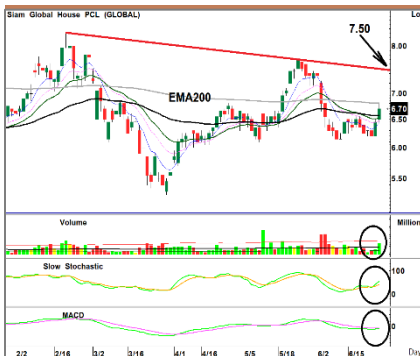 Siam Global House PCL (GLOBAL)
Lo
7.50
8.00
7.00
EMA200
6.70
6.50
6.00
5.50
Volume
Million
Slow Stochastic
100
0
MACD
0
2/2 2/16 3/2 3/16 4/1 4/16 5/5 5/18 6/2 6/15